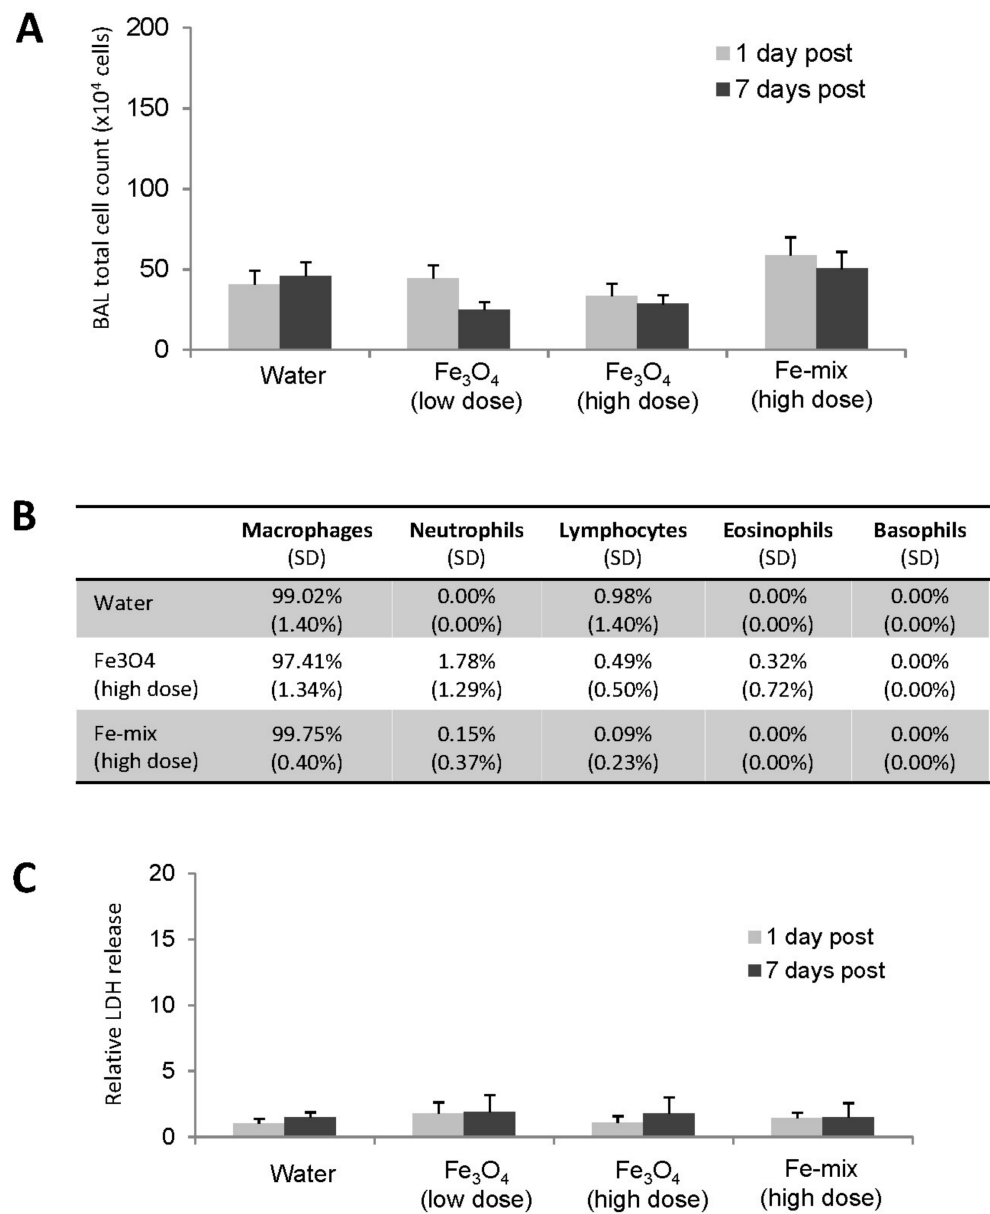 A
BAL total cell count (x10⁴ cells)
200
150
100
50
0
1 day post
7 days post
Water
Fe₃O₄
(low dose)
Fe₃O₄
(high dose)
Fe-mix
(high dose)
B
Macrophages Neutrophils Lymphocytes Eosinophils Basophils
(SD) (SD) (SD) (SD) (SD)
Water 99.02% 0.00% 0.98% 0.00% 0.00%
(1.40%) (0.00%) (1.40%) (0.00%) (0.00%)
Fe3O4 97.41% 1.78% 0.49% 0.32% 0.00%
(high dose) (1.34%) (1.29%) (0.50%) (0.72%) (0.00%)
Fe-mix 99.75% 0.15% 0.09% 0.00% 0.00%
(high dose) (0.40%) (0.37%) (0.23%) (0.00%) (0.00%)
C
Relative LDH release
20
15
10
5
0
1 day post
7 days post
Water
Fe₃O₄
(low dose)
Fe₃O₄
(high dose)
Fe-mix
(high dose)